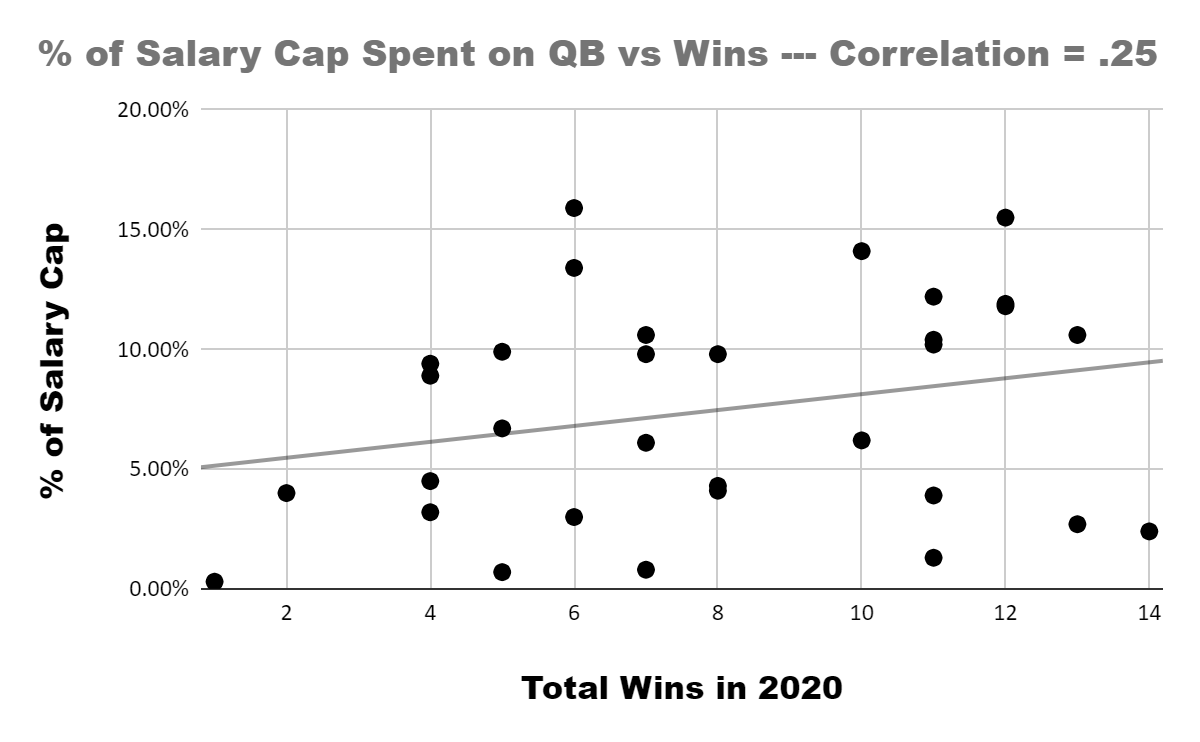 % of Salary Cap Spent on QB vs Wins --- Correlation = .25
20.00%
15.00%
10.00%
5.00%
0.00%
% of Salary Cap
2 4 6 8 10 12 14
Total Wins in 2020